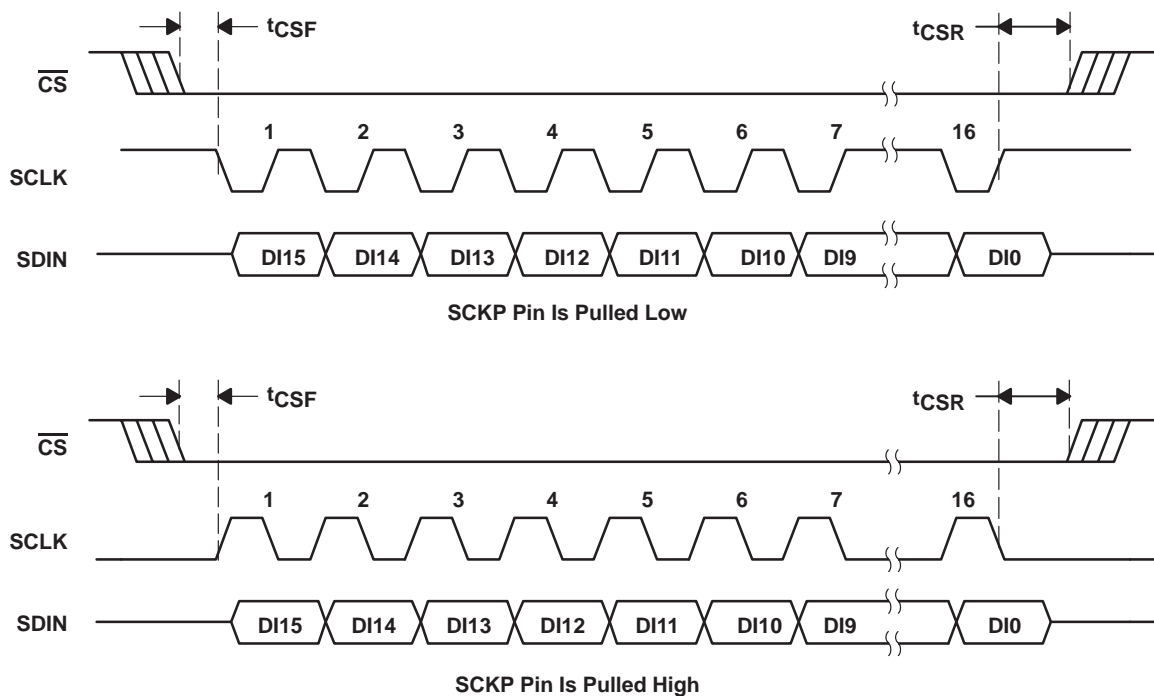 tCSF tCSR
CS
1 2 3 4 5 6 7 16
SCLK
SDIN DI15 DI14 DI13 DI12 DI11 DI10 DI9 DI0
SCKP Pin Is Pulled Low
tCSF tCSR
CS
1 2 3 4 5 6 7 16
SCLK
SDIN DI15 DI14 DI13 DI12 DI11 DI10 DI9 DI0
SCKP Pin Is Pulled High